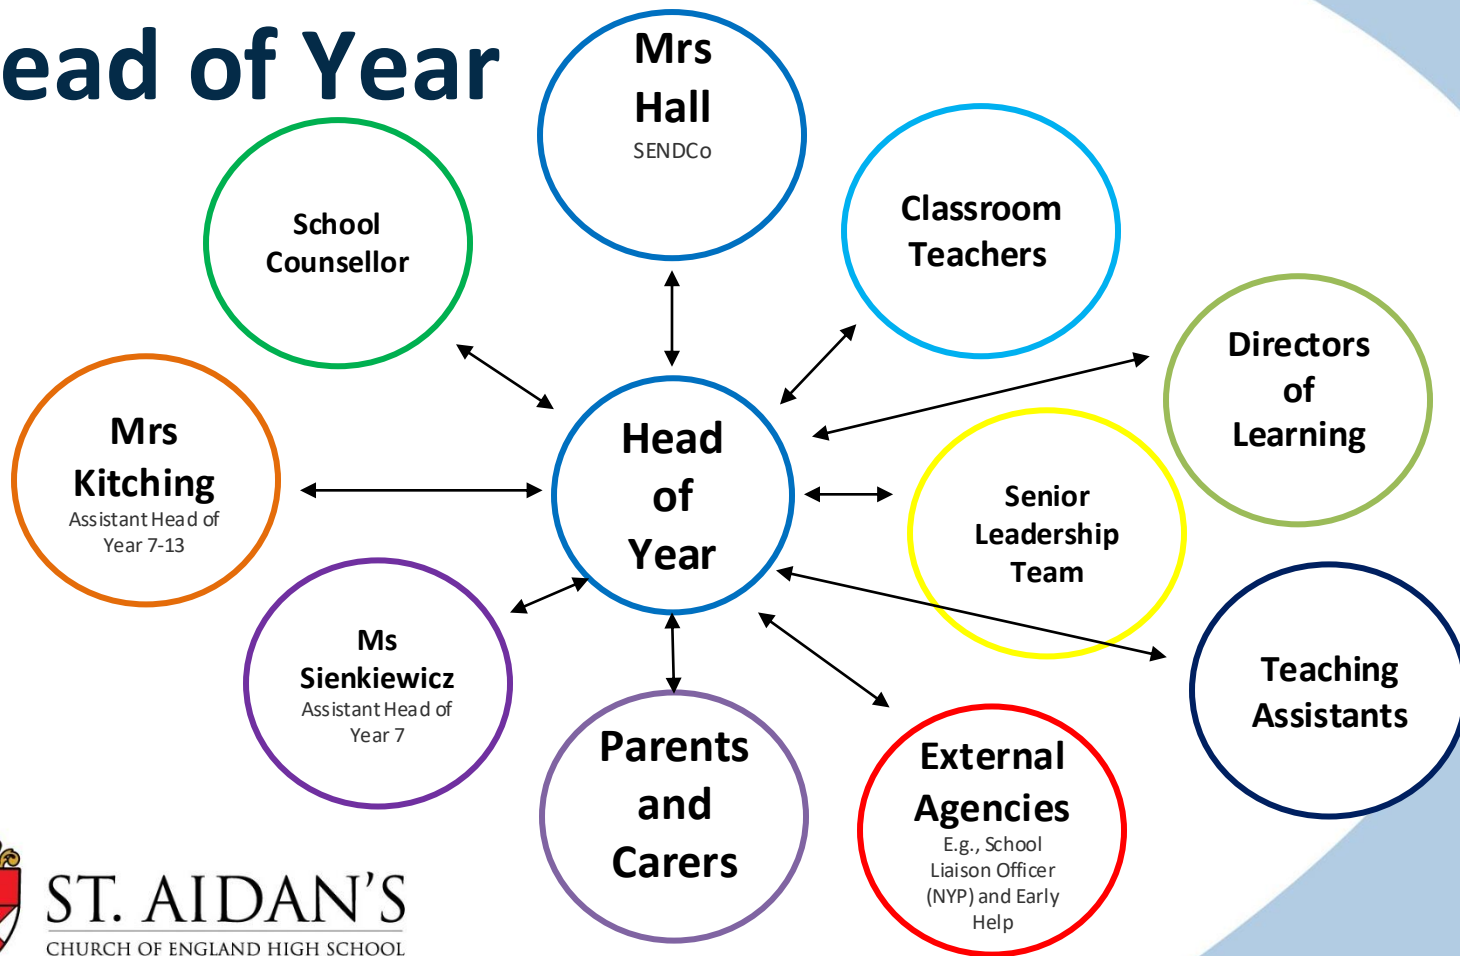 ead of Year
Mrs
Hall
SENDCo
School
Counsellor
Classroom
Teachers
Directors
of
Learning
Mrs
Kitching
Assistant Head of
Year 7-13
Head
of
Year
Senior
Leadership
Team
Ms
Sienkiewicz
Assistant Head of
Year 7
Teaching
Assistants
Parents
and
Carers
External
Agencies
E.g., School
Liaison Officer
(NYP) and Early
Help
ST. AIDAN'S
CHURCH OF ENGLAND HIGH SCHOOL